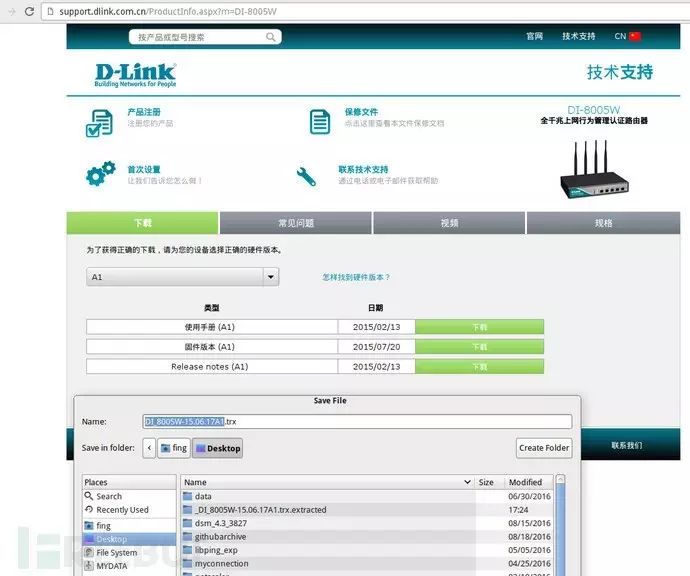 support.dlink.com.cn/ProductInfo.aspx?m=DI-8005W
按产品或型号搜索
官网 技术支持 CN
D-Link
Building Networks for People
技术支持
产品注册
注册您的产品
保修文件
点击这里查看本文件保修文档
DI-8005W
全千兆上网行为管理认证路由器
首次设置
让我们告诉您怎么做！
联系技术支持
通过电话或电子邮件获取帮助
下载 常见问题 视频 规格
为了获得正确的下载，请为您的设备选择正确的硬件版本。
A1 怎样找到硬件版本？
类型 日期
使用手册 (A1) 2015/02/13 下载
固件版本 (A1) 2015/07/20 下载
Release notes (A1) 2015/02/13 下载
Save File
Name: DI_8005W-15.06.17A1.trx
Save in folder: fing Desktop Create Folder
联系我们
Places Name Size Modified
Search data 06/30/2016
Recently Used _DI_8005W-15.06.17A1.trx.extracted 17:24
fing dsm_4.3_3827 08/15/2016
Desktop githubarchive 08/18/2016
File System libping_exp 05/05/2016
MYDATA myconnection 04/25/2016